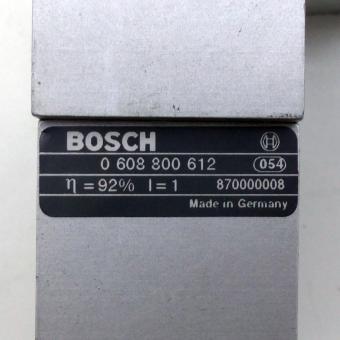 BOSCH
0 608 800 612 054
η = 92% I = 1 870000008
Made in Germany